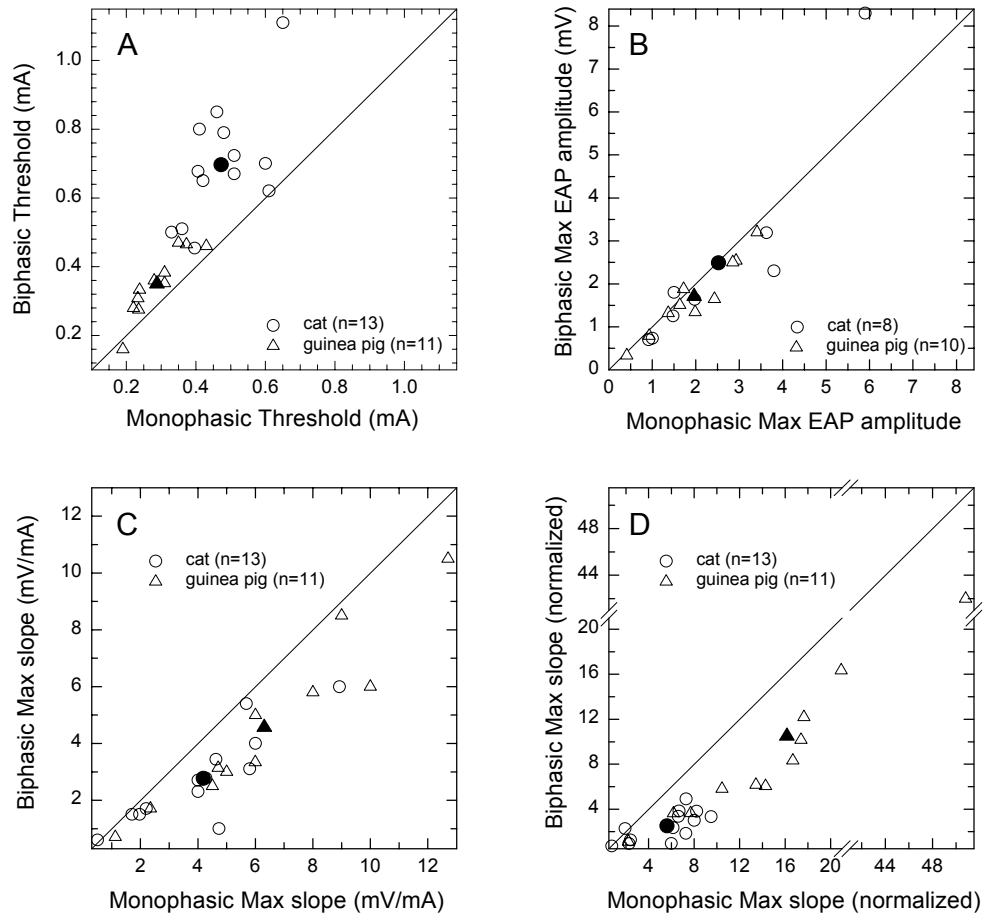 A
Biphasic Threshold (mA)
1.0
0.8
0.6
0.4
0.2
cat (n=13)
guinea pig (n=11)
0.2 0.4 0.6 0.8 1.0
Monophasic Threshold (mA)
B
Biphasic Max EAP amplitude (mV)
8
7
6
5
4
3
2
1
0
cat (n=8)
guinea pig (n=10)
0 1 2 3 4 5 6 7 8
Monophasic Max EAP amplitude
C
Biphasic Max slope (mV/mA)
12
10
8
6
4
2
cat (n=13)
guinea pig (n=11)
2 4 6 8 10 12
Monophasic Max slope (mV/mA)
D
Biphasic Max slope (normalized)
48
44
20
16
12
8
4
cat (n=13)
guinea pig (n=11)
4 8 12 16 20 44 48
Monophasic Max slope (normalized)